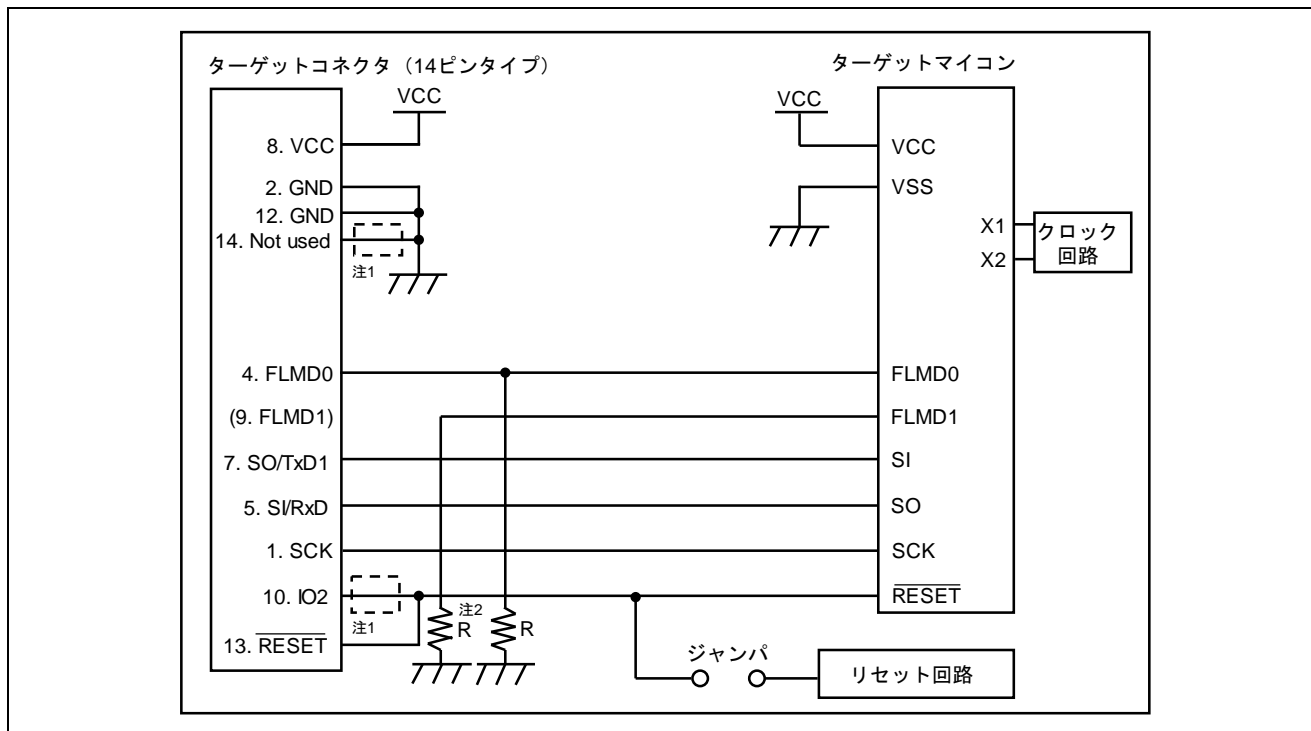 ターゲットコネクタ（14ピンタイプ）
ターゲットマイコン
VCC
VCC
8. VCC
VCC
2. GND
VSS
12. GND
14. Not used
注1
X1
X2
クロック
回路
4. FLMD0
FLMD0
(9. FLMD1)
FLMD1
7. SO/TxD1
SI
5. SI/RxD
SO
1. SCK
SCK
10. IO2
RESET
注1
注2
R
R
13. RESET
ジャンパ
リセット回路